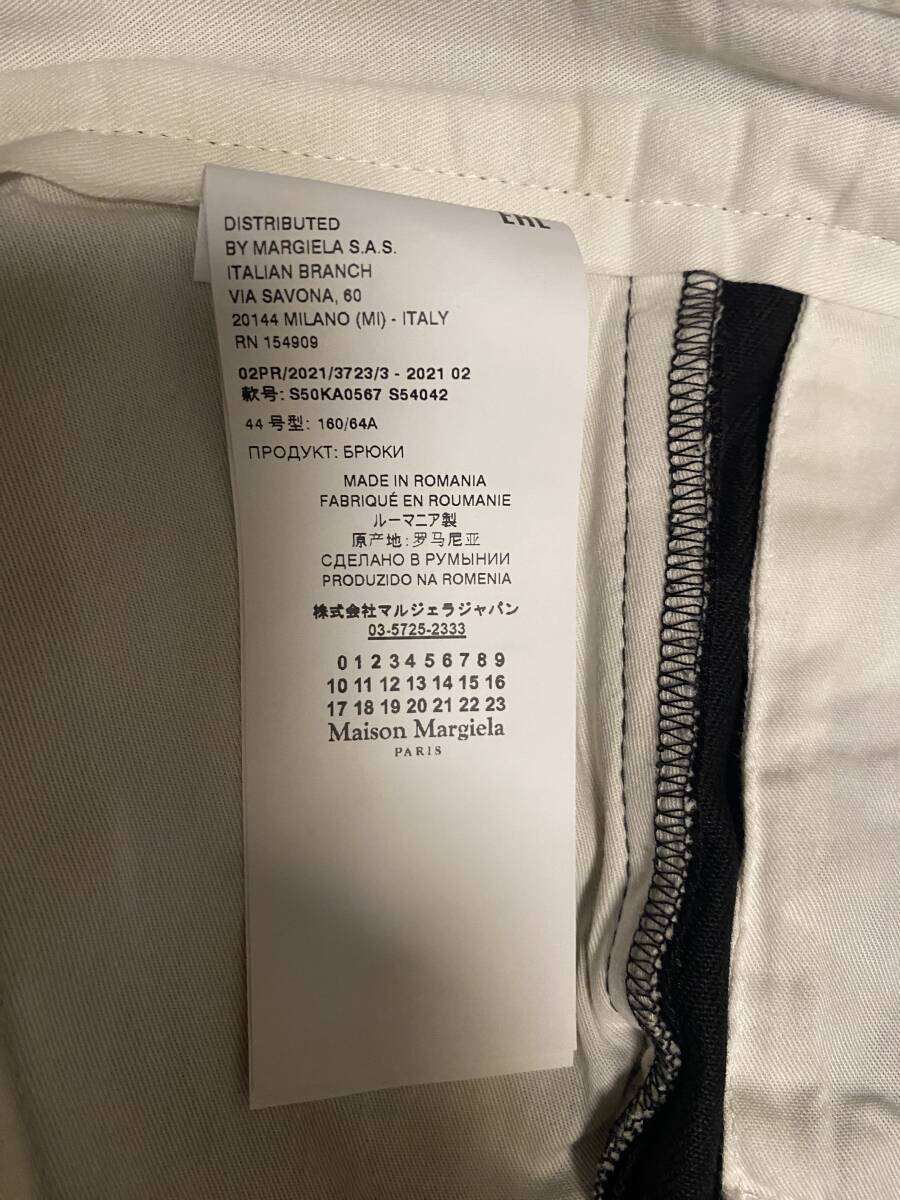 EAC
DISTRIBUTED
BY MARGIELA S.A.S.
ITALIAN BRANCH
VIA SAVONA, 60
20144 MILANO (MI) - ITALY
RN 154909
02PR/2021/3723/3 - 2021 02
款号: S50KA0567 S54042
44 号型: 160/64A
ПРОДУКТ: БРЮКИ
MADE IN ROMANIA
FABRIQUÉ EN ROUMANIE
ルーマニア製
原产地:罗马尼亚
СДЕЛАНО В РУМЫНИИ
PRODUZIDO NA ROMENIA
株式会社マルジェラジャパン
03-5725-2333
0 1 2 3 4 5 6 7 8 9
10 11 12 13 14 15 16
17 18 19 20 21 22 23
Maison Margiela
PARIS